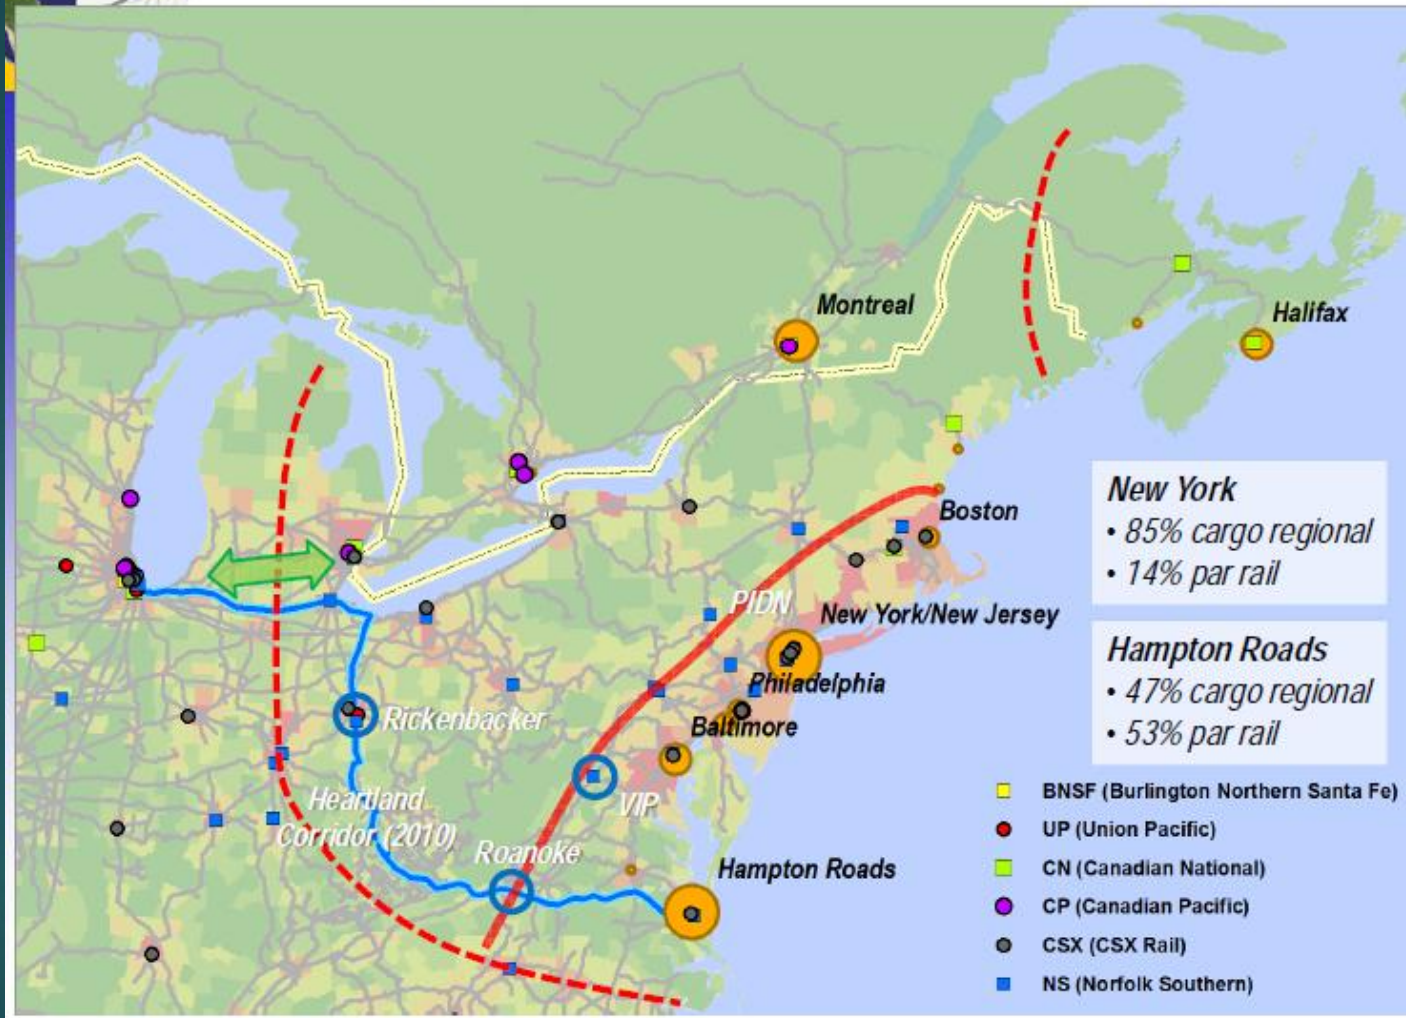 Montreal
Halifax
New York
• 85% cargo regional
• 14% par rail
Boston
PIDN
New York/New Jersey
Hampton Roads
• 47% cargo regional
• 53% par rail
Philadelphia
Rickenbacker
Baltimore
VIP
Heartland
Corridor (2010)
Roanoke
Hampton Roads
BNSF (Burlington Northern Santa Fe)
UP (Union Pacific)
CN (Canadian National)
CP (Canadian Pacific)
CSX (CSX Rail)
NS (Norfolk Southern)